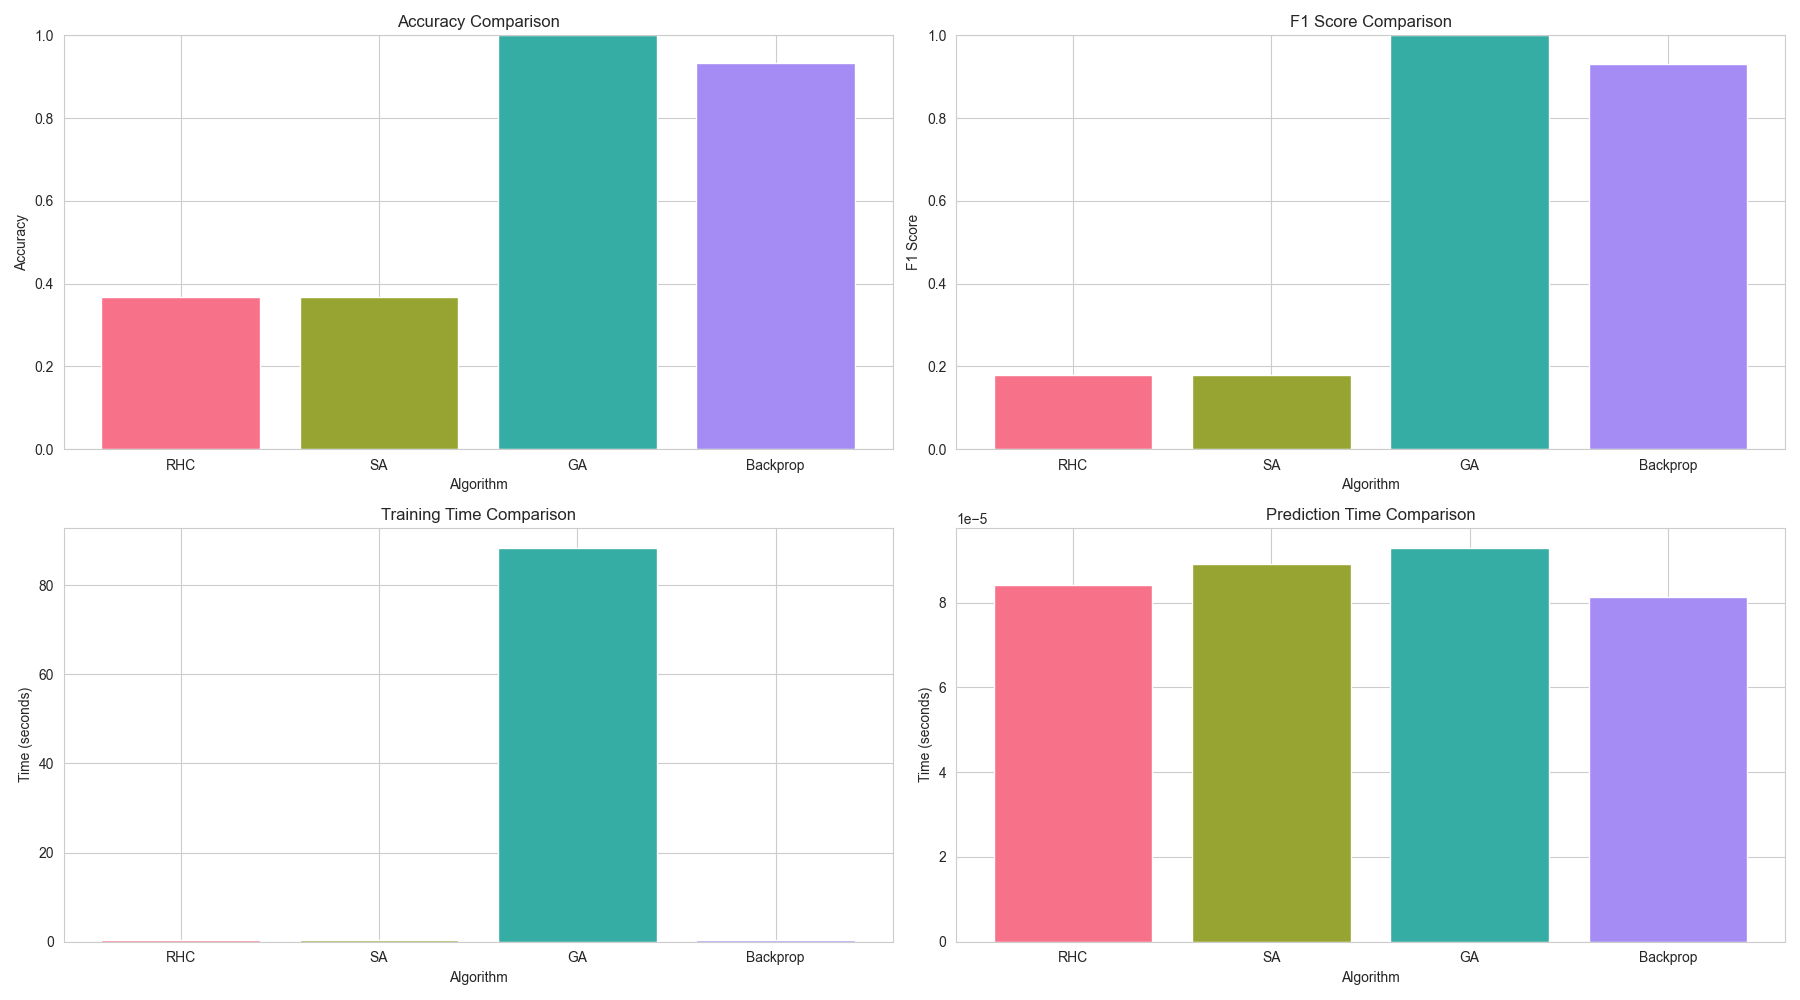 Accuracy Comparison
1.0
0.8
0.6
0.4
0.2
0.0
Accuracy
RHC SA GA Backprop
Algorithm
F1 Score Comparison
1.0
0.8
0.6
0.4
0.2
0.0
F1 Score
RHC SA GA Backprop
Algorithm
Training Time Comparison
80
60
40
20
0
Time (seconds)
RHC SA GA Backprop
Algorithm
Prediction Time Comparison
1e−5
8
6
4
2
0
Time (seconds)
RHC SA GA Backprop
Algorithm